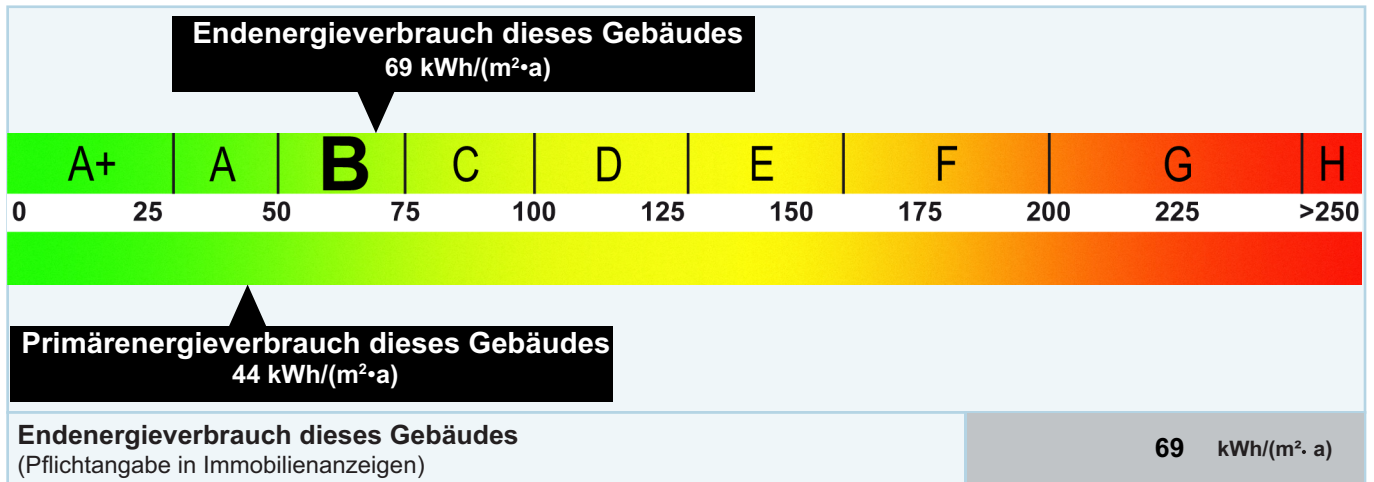 Endenergieverbrauch dieses Gebäudes
69 kWh/(m²•a)
A+ A B C D E F G H
0 25 50 75 100 125 150 175 200 225 >250
Primärenergieverbrauch dieses Gebäudes
44 kWh/(m²•a)
Endenergieverbrauch dieses Gebäudes
(Pflichtangabe in Immobilienanzeigen)
69 kWh/(m²· a)